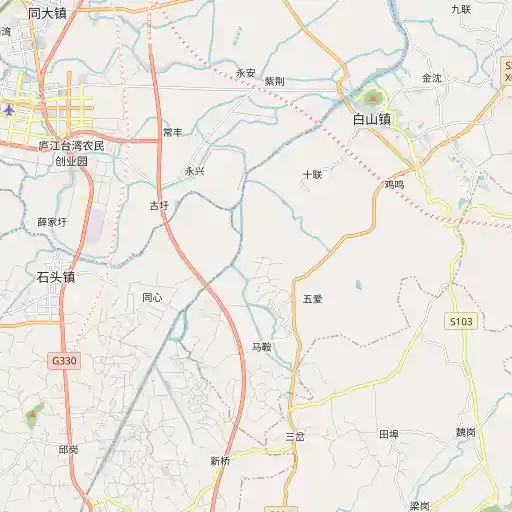 同大镇
九联
永安
紫荆
金沈
白山镇
常丰
庐江台湾农民
创业园
永兴
十联
鸡鸣
古圩
薛家圩
石头镇
同心
五爱
S103
马鞍
G330
三岔
田埠
魏岗
邱岗
新桥
梁岗